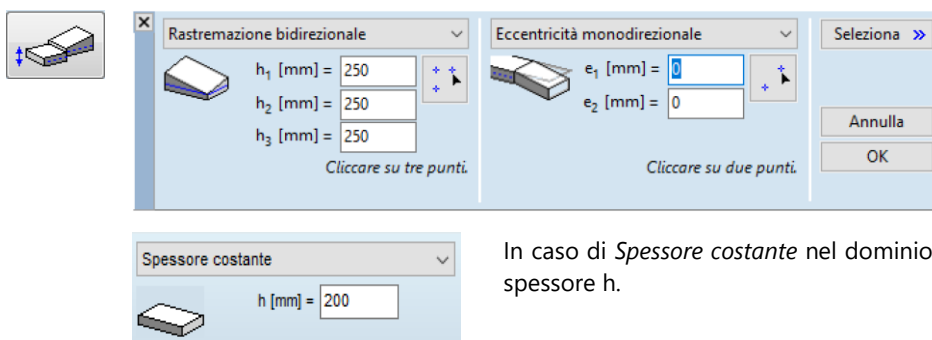 Rastremazione bidirezionale
h1 [mm] = 250
h2 [mm] = 250
h3 [mm] = 250
Cliccare su tre punti.
Eccentricità monodirezionale
e1 [mm] = 0
e2 [mm] = 0
Cliccare su due punti.
Seleziona »
Annulla
OK
Spessore costante
h [mm] = 200
In caso di Spessore costante nel dominio
spessore h.